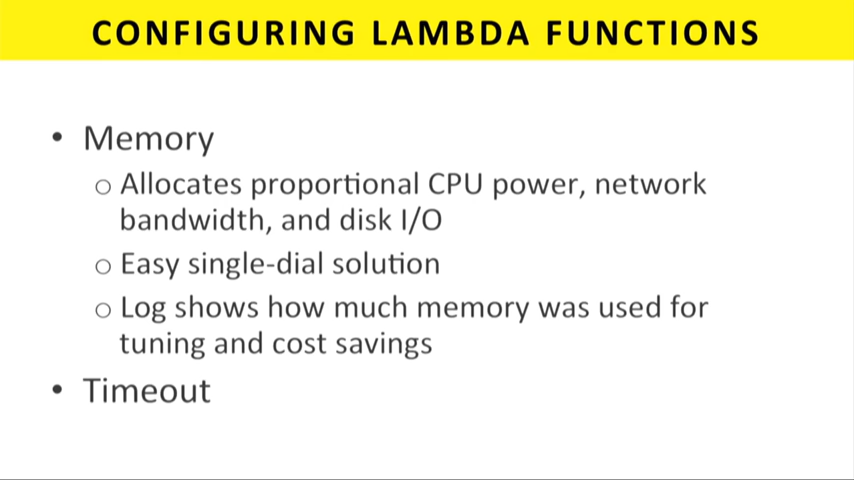 CONFIGURING LAMBDA FUNCTIONS
• Memory
○ Allocates proportional CPU power, network
bandwidth, and disk I/O
○ Easy single-dial solution
○ Log shows how much memory was used for
tuning and cost savings
• Timeout